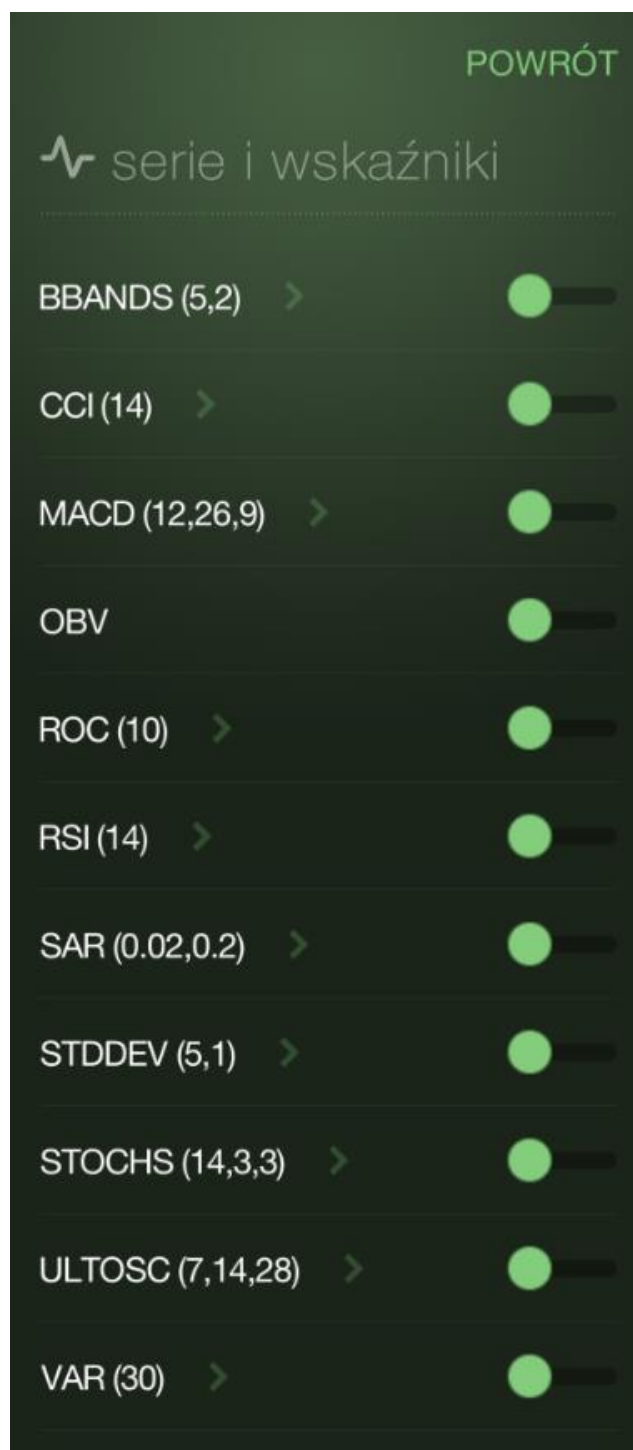 POWRÓT
serie i wskaźniki
BBANDS (5,2)
CCI (14)
MACD (12,26,9)
OBV
ROC (10)
RSI (14)
SAR (0.02,0.2)
STDDEV (5,1)
STOCHS (14,3,3)
ULTOSC (7,14,28)
VAR (30)